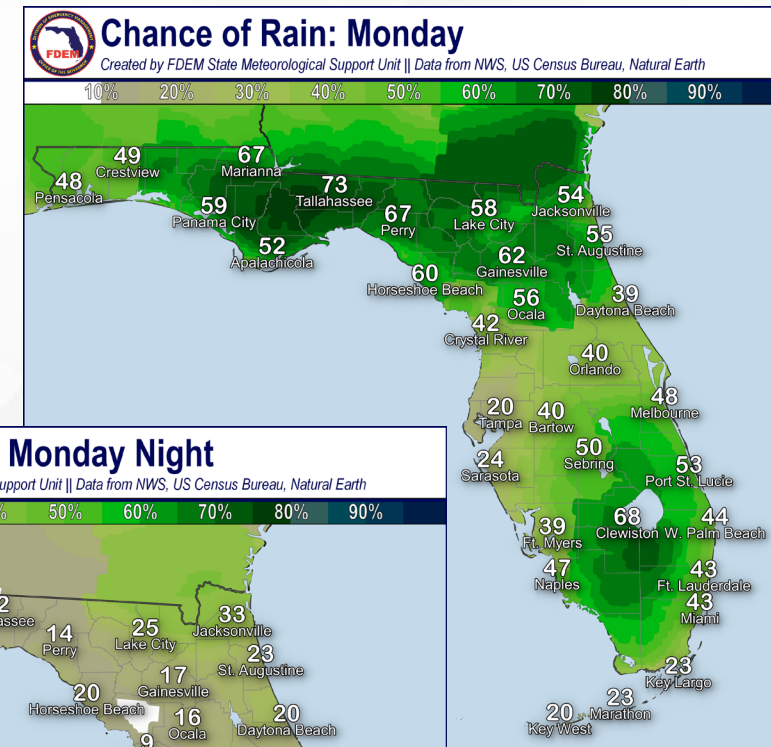 Chance of Rain: Monday
FDEM
Created by FDEM State Meteorological Support Unit || Data from NWS, US Census Bureau, Natural Earth
10% 20% 30% 40% 50% 60% 70% 80% 90%
49
Crestview
67
Marianna
48
Pensacola
73
Tallahassee
59
Panama City
67
Perry
58
Lake City
54
Jacksonville
52
Apalachicola
55
St. Augustine
62
Gainesville
60
Horseshoe Beach
56
Ocala
39
Daytona Beach
42
Crystal River
40
Orlando
20
Tampa
40
Bartow
48
Melbourne
24
Sarasota
50
Sebring
53
Port St. Lucie
39
Ft. Myers
68
Clewiston
44
W. Palm Beach
47
Naples
43
Ft. Lauderdale
43
Miami
23
Key Largo
23
Marathon
20
Key West
Monday Night
upport Unit || Data from NWS, US Census Bureau, Natural Earth
% 50% 60% 70% 80% 90%
2
assee
14
Perry
25
Lake City
33
Jacksonville
23
St. Augustine
17
Gainesville
20
Horseshoe Beach
16
Ocala
20
Daytona Beach
9